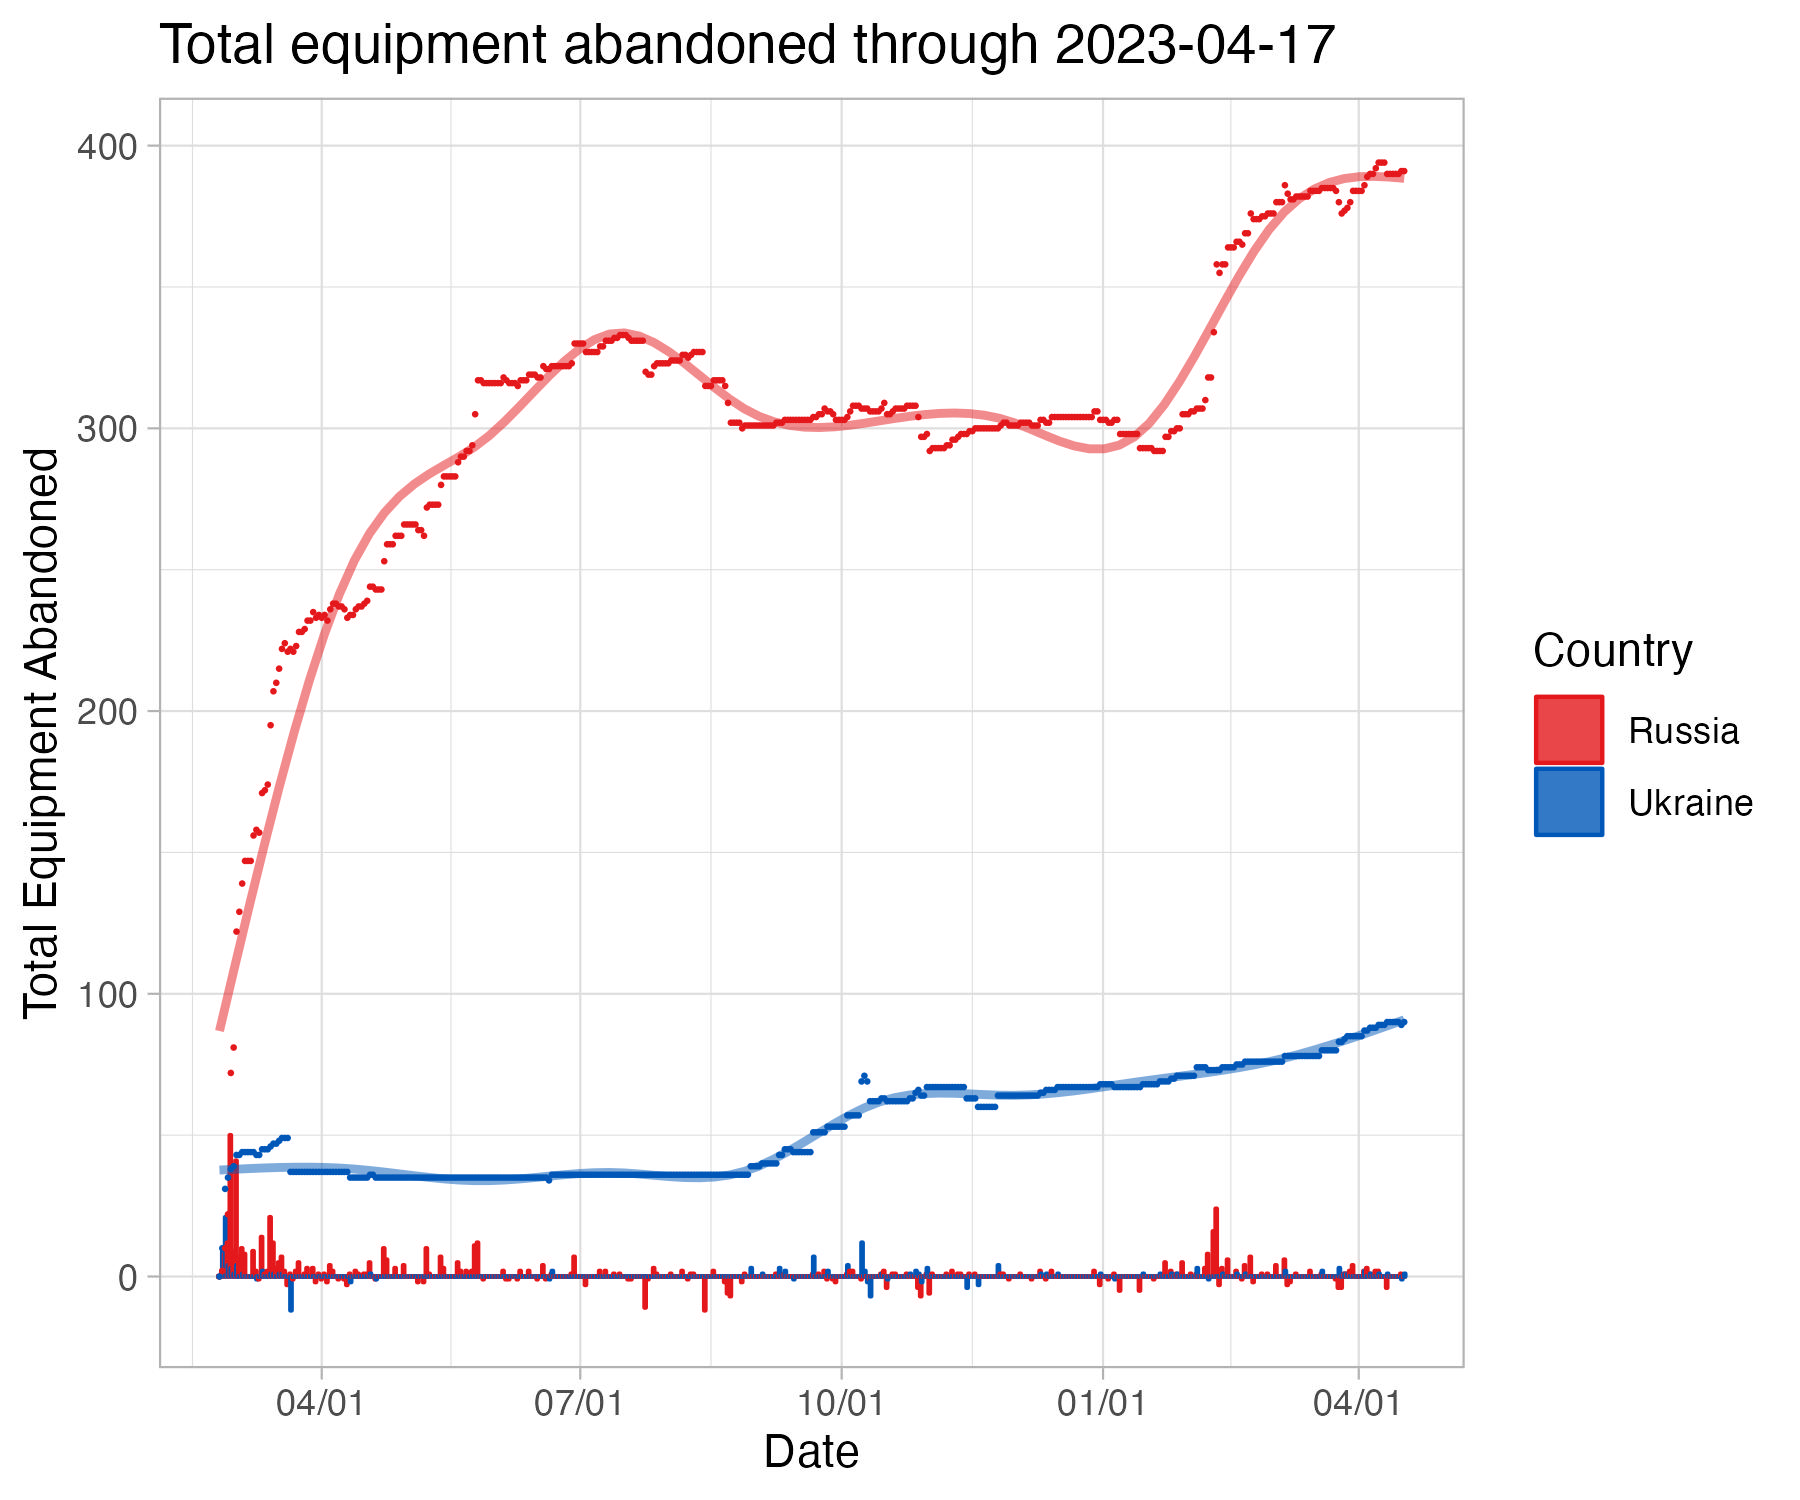 Total equipment abandoned through 2023-04-17
Total Equipment Abandoned
400
300
200
100
0
04/01
07/01
10/01
01/01
04/01
Date
Country
Russia
Ukraine